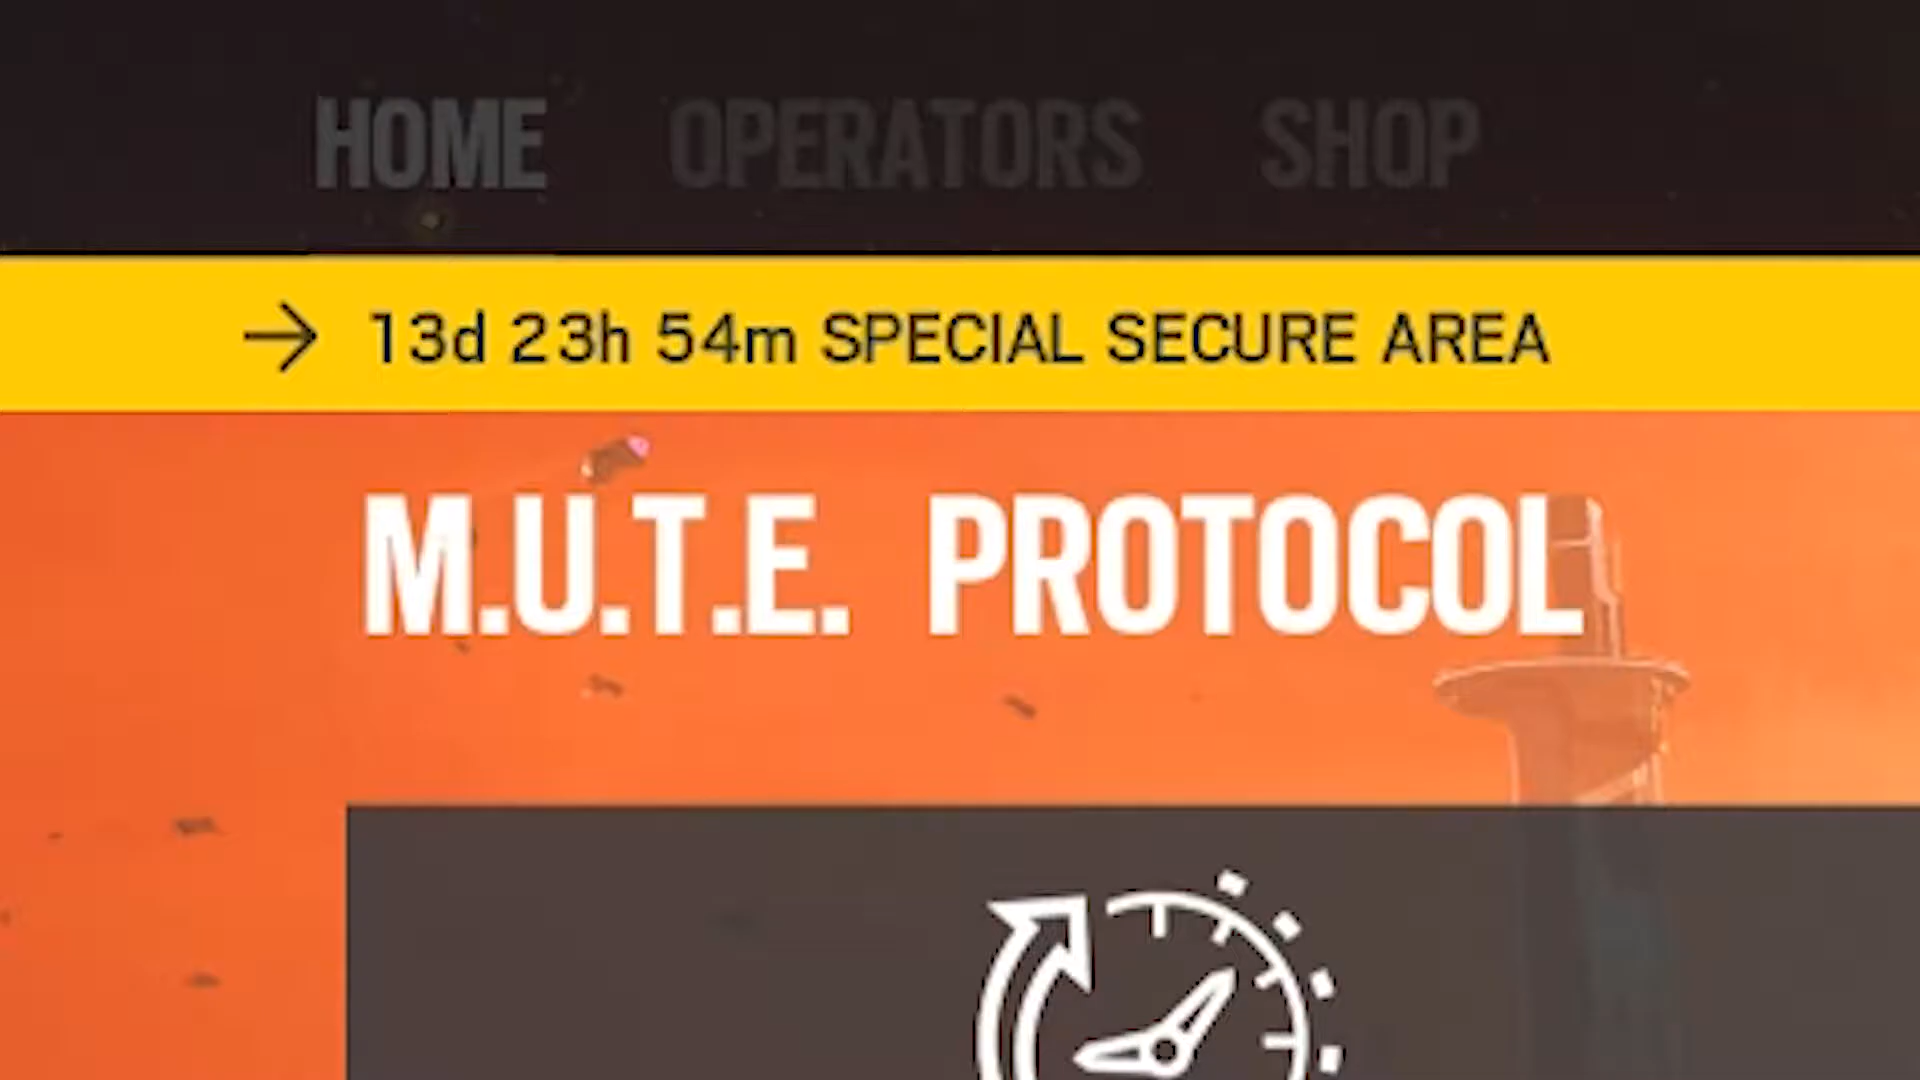 HOME OPERATORS SHOP
13d 23h 54m SPECIAL SECURE AREA
M.U.T.E. PROTOCOL